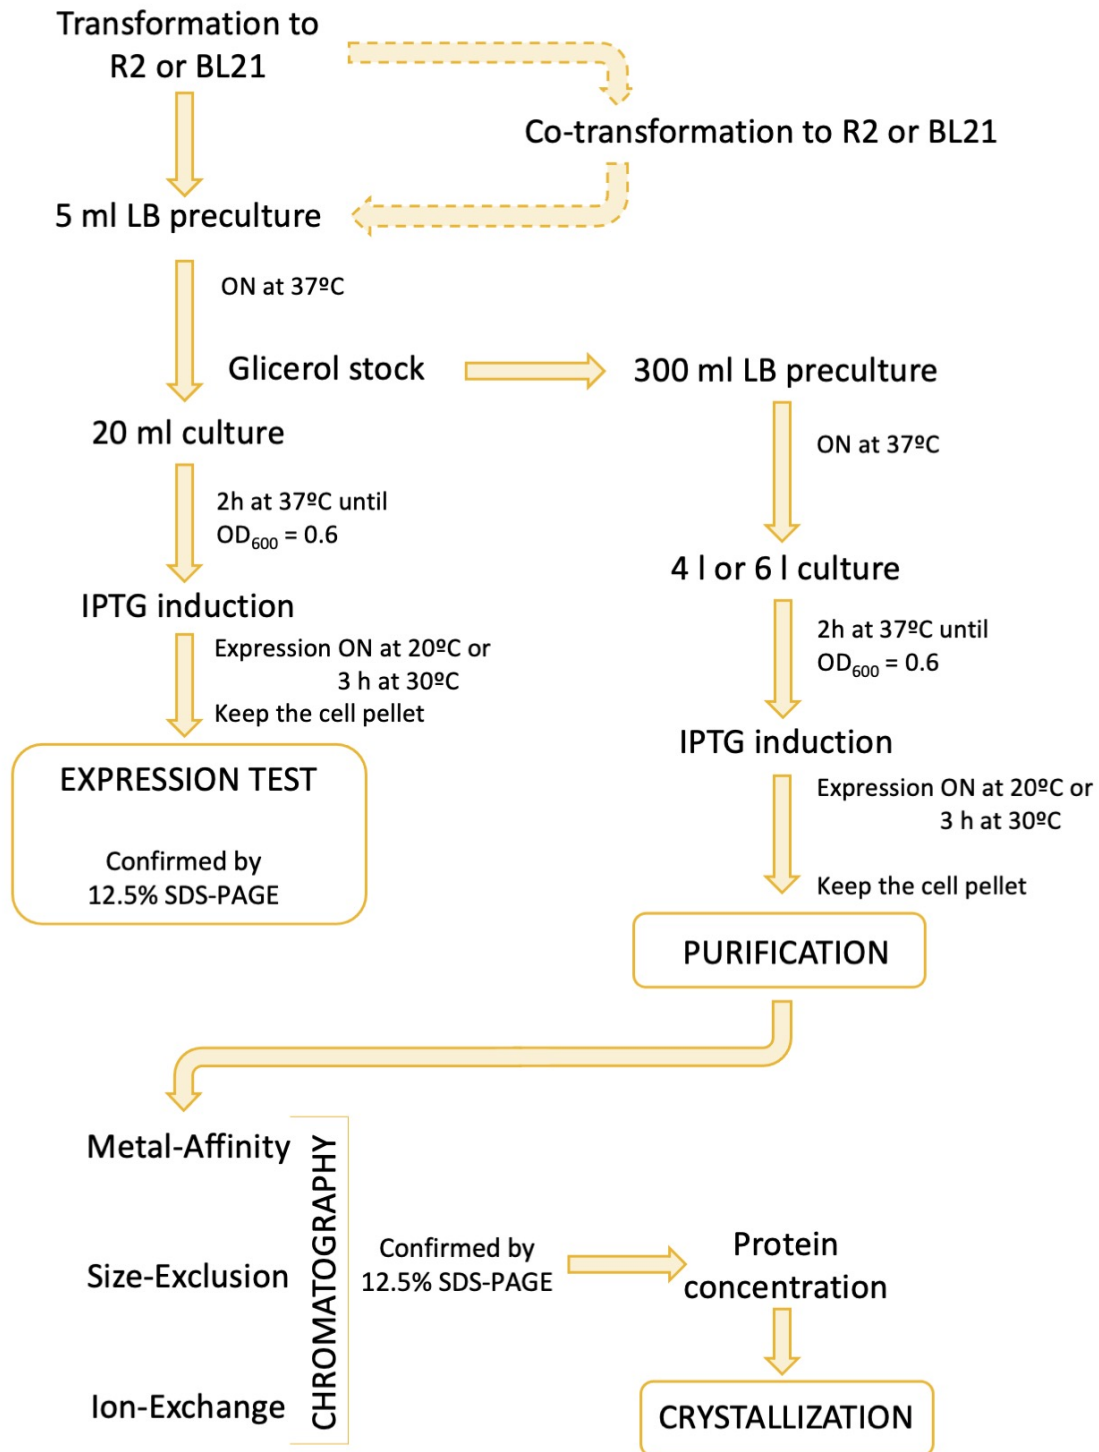 Transformation to
R2 or BL21
Co-transformation to R2 or BL21
5 ml LB preculture
ON at 37ºC
Glicerol stock
300 ml LB preculture
20 ml culture
ON at 37ºC
2h at 37ºC until
OD600 = 0.6
4 l or 6 l culture
IPTG induction
2h at 37ºC until
OD600 = 0.6
Expression ON at 20ºC or
3 h at 30ºC
Keep the cell pellet
IPTG induction
EXPRESSION TEST
Confirmed by
12.5% SDS-PAGE
Expression ON at 20ºC or
3 h at 30ºC
Keep the cell pellet
PURIFICATION
Metal-Affinity
Size-Exclusion
Ion-Exchange
CHROMATOGRAPHY
Confirmed by
12.5% SDS-PAGE
Protein
concentration
CRYSTALLIZATION